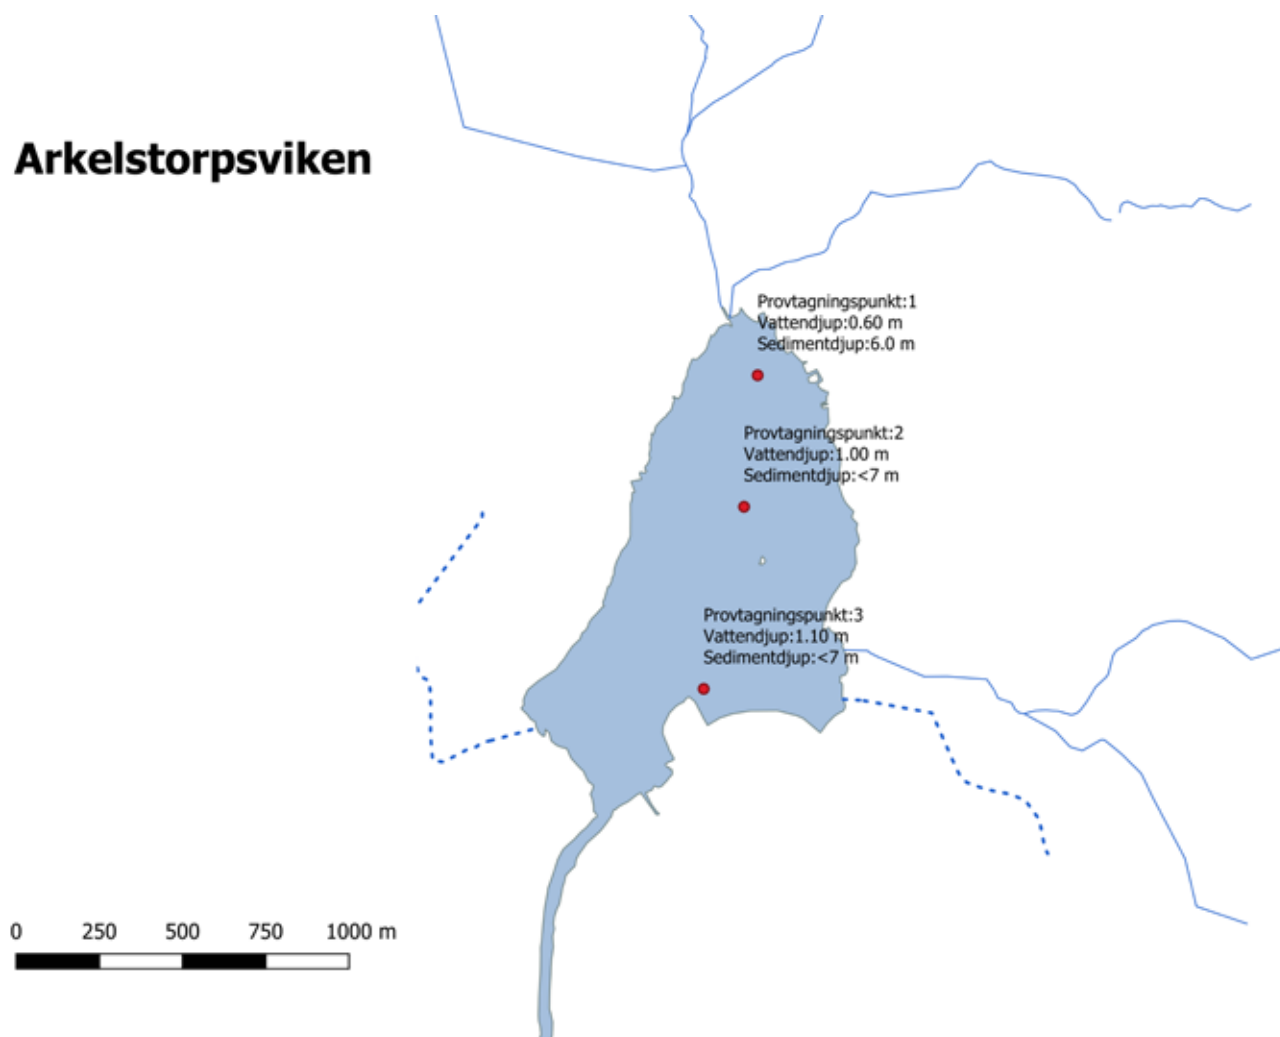 Arkelstorpsviken
Provtagningspunkt:1
Vattendjup:0.60 m
Sedimentdjup:6.0 m
Provtagningspunkt:2
Vattendjup:1.00 m
Sedimentdjup:<7 m
Provtagningspunkt:3
Vattendjup:1.10 m
Sedimentdjup:<7 m
0 250 500 750 1000 m